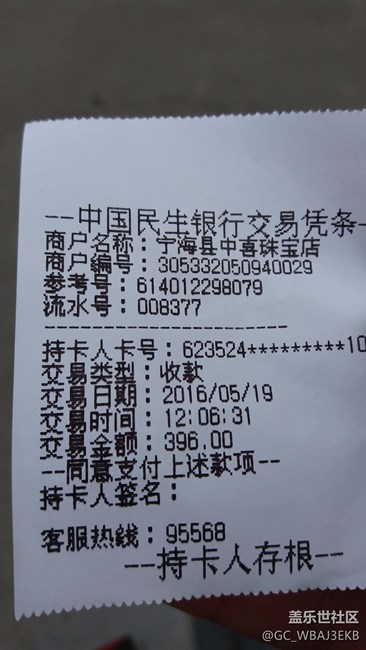 --中国民生银行交易凭条-
商户名称：宁海县中喜珠宝店
商户编号：305332050940029
参考号：614012298079
流水号：008377
------------------------
持卡人卡号：623524*********10
交易类型：收款
交易日期：2016/05/19
交易时间：12:06:31
交易金额：396.00
--同意支付上述款项--
持卡人签名：
客服热线：95568
--持卡人存根--
盖乐世社区
@GC_WBAJ3EKB